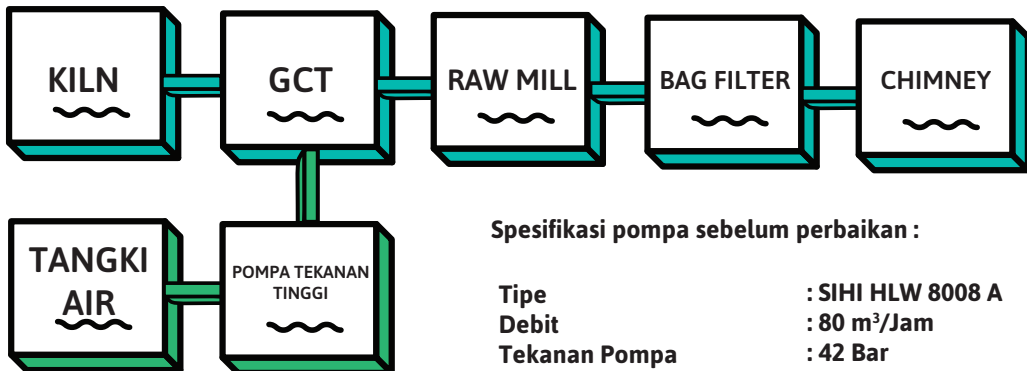 KILN
GCT
RAW MILL
BAG FILTER
CHIMNEY
TANGKI
AIR
POMPA TEKANAN
TINGGI
Spesifikasi pompa sebelum perbaikan :
Tipe : SIHI HLW 8008 A
Debit : 80 m³/Jam
Tekanan Pompa : 42 Bar